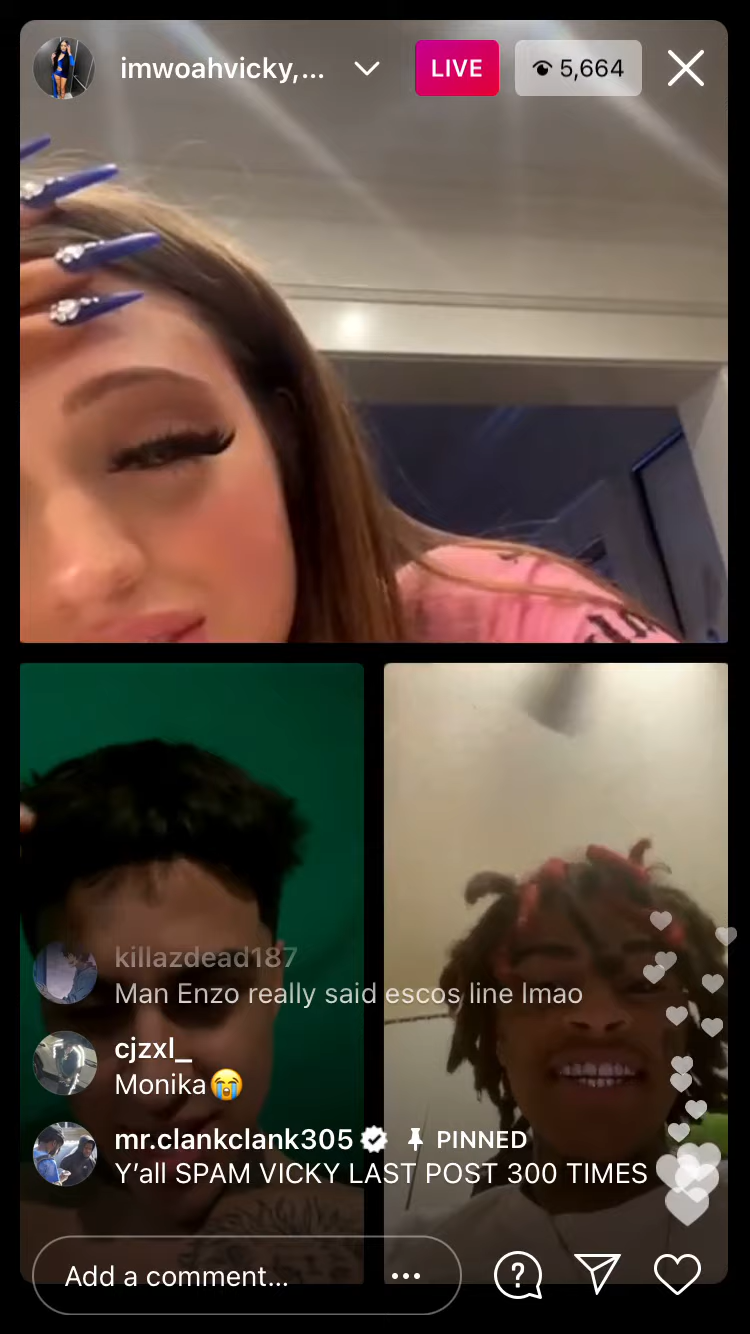 imwoahvicky,...
LIVE
5,664
killazdead187
Man Enzo really said escos line lmao
cjzxl_
Monika😭
mr.clankclank305 PINNED
Y'all SPAM VICKY LAST POST 300 TIMES
Add a comment...